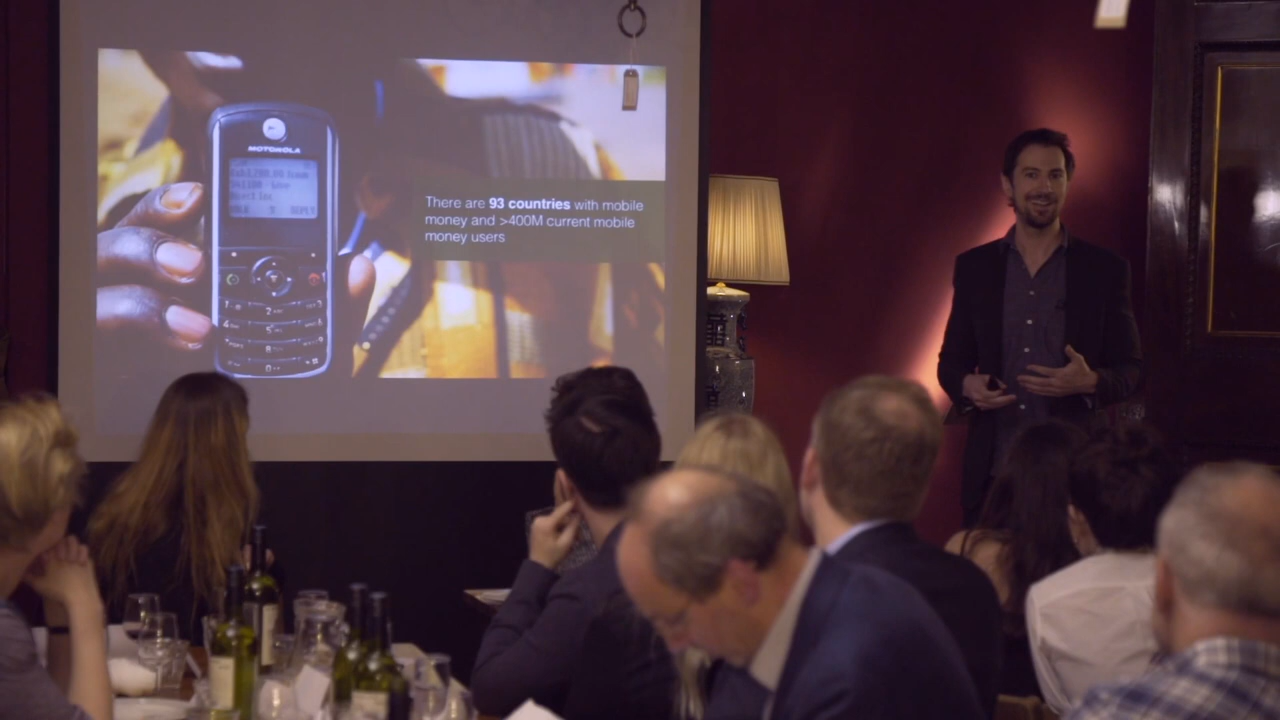 MOTOROLA
There are 93 countries with mobile
money and >400M current mobile
money users